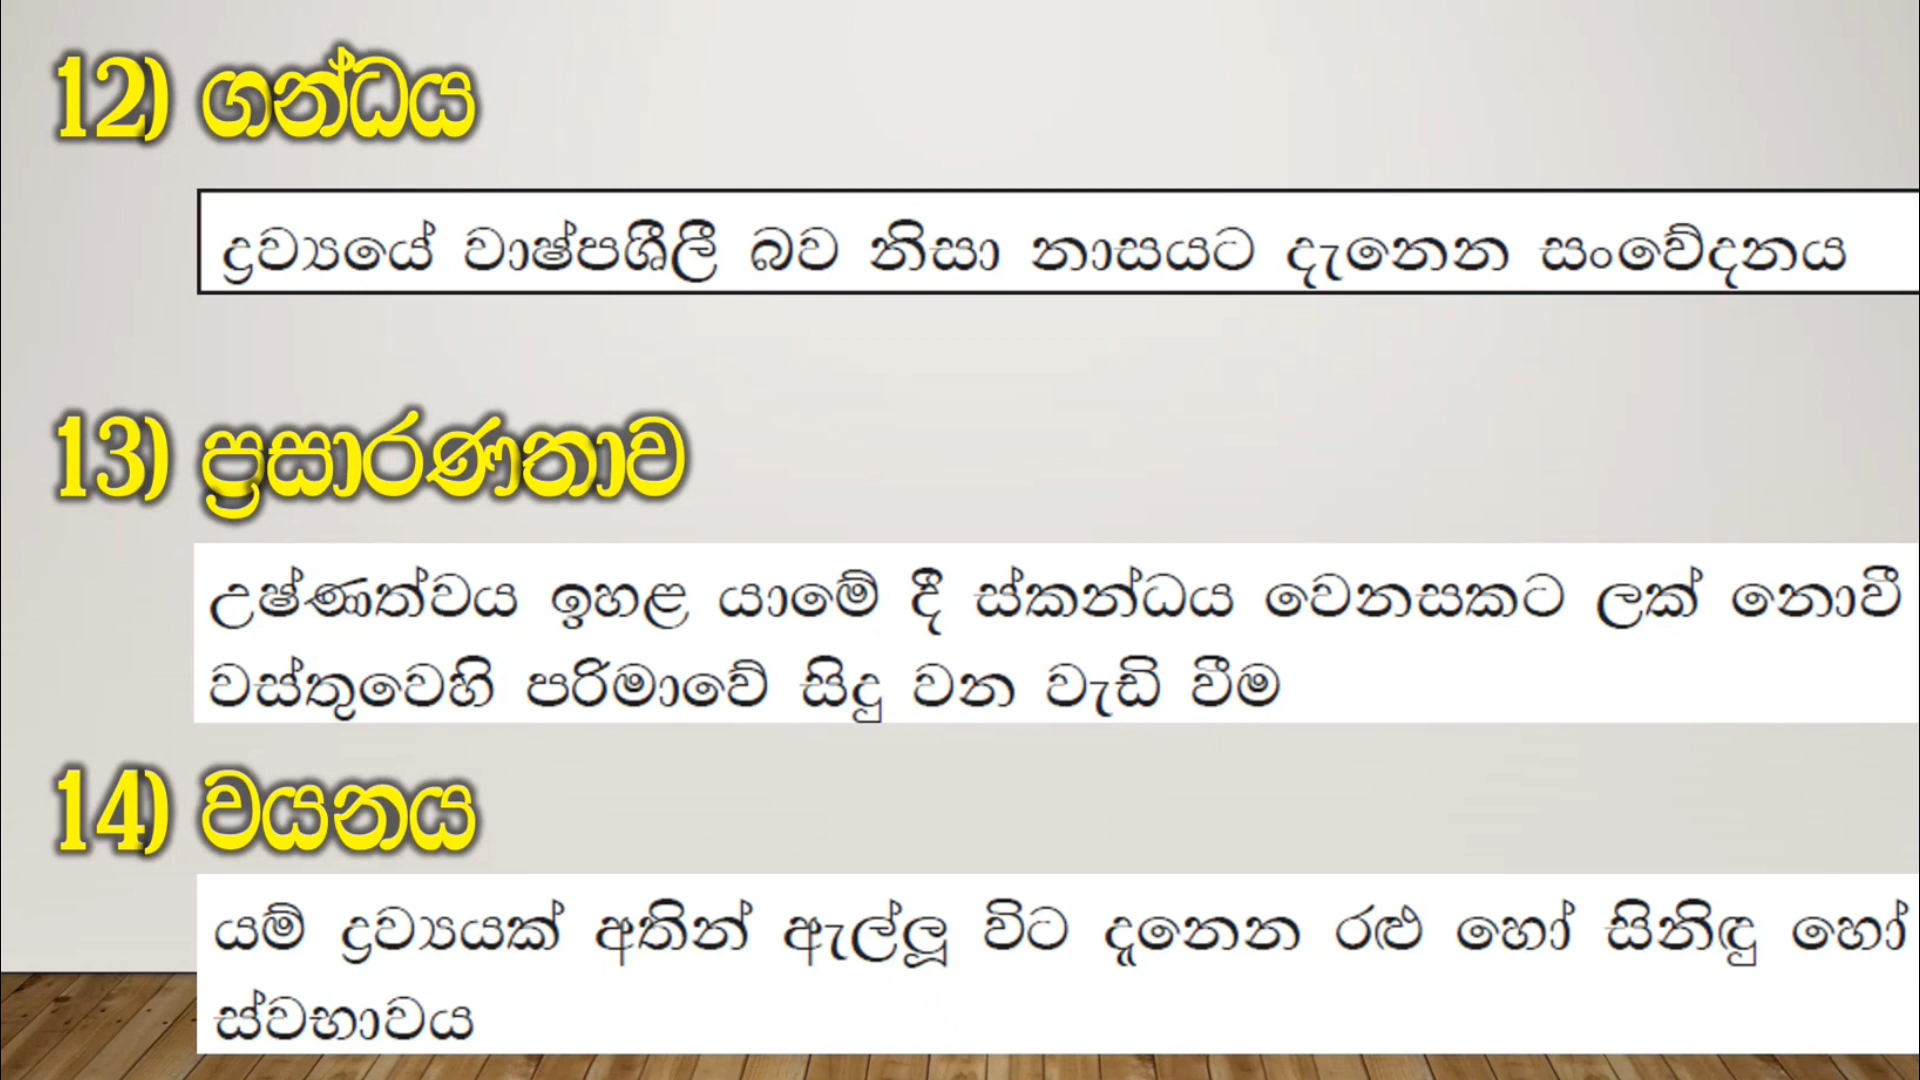 12) ගන්ධය
ද්‍රව්‍යයේ වාෂ්පශීලී බව නිසා නාසයට දැනෙන සංවේදනය
13) ප්‍රසාරණතාව
උෂ්ණත්වය ඉහළ යාමේ දී ස්කන්ධය වෙනසකට ලක් නොවී
වස්තුවෙහි පරිමාවේ සිදු වන වැඩි වීම
14) වයනය
යම් ද්‍රව්‍යයක් අතින් ඇල්ලූ විට දැනෙන රළු හෝ සිනිඳු හෝ
ස්වභාවය